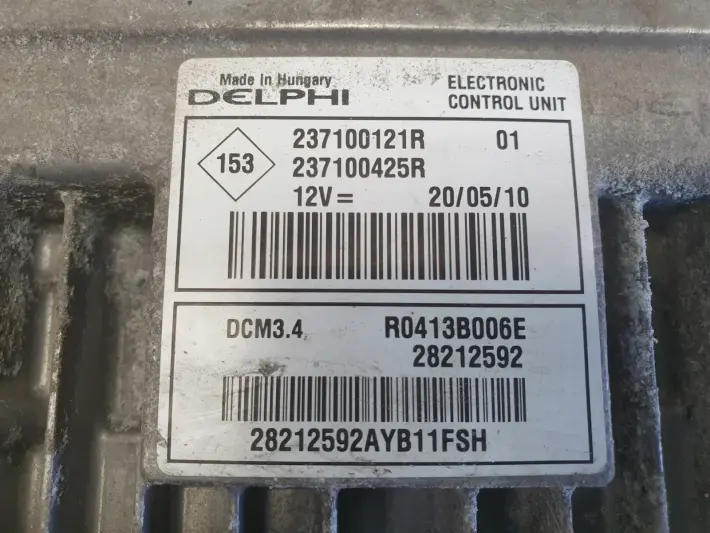 Made in Hungary
DELPHI
ELECTRONIC
CONTROL UNIT
153
237100121R 01
237100425R
12V= 20/05/10
DCM3.4 R0413B006E
28212592
28212592AYB11FSH